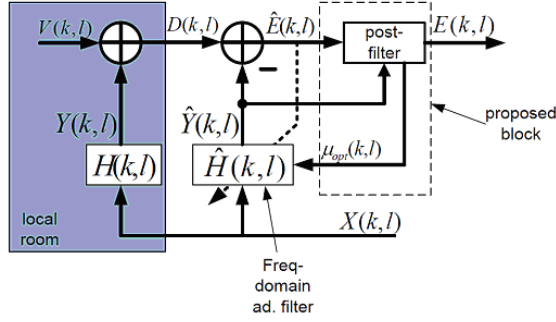 V(k,l)
D(k,l)
Ê(k,l)
post-
filter
E(k,l)
Y(k,l)
Ŷ(k,l)
proposed
block
H(k,l)
Ĥ(k,l)
μopt(k,l)
local
room
X(k,l)
Freq-
domain
ad. filter